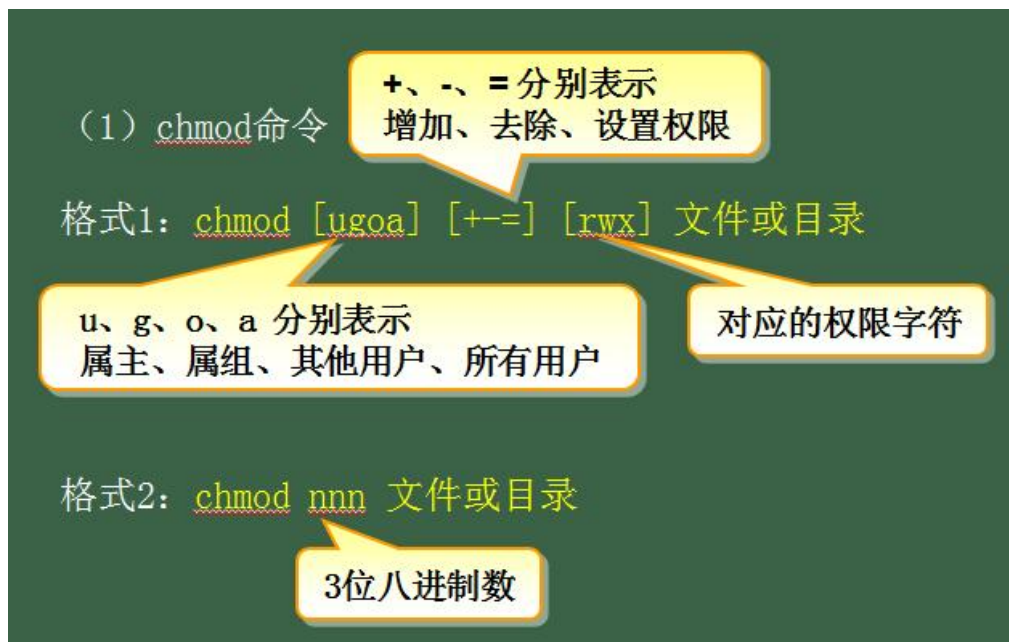 +、-、= 分别表示
增加、去除、设置权限
（1）chmod命令
格式1：chmod [ugoa] [+-=] [rwx] 文件或目录
u、g、o、a 分别表示
属主、属组、其他用户、所有用户
对应的权限字符
格式2：chmod nnn 文件或目录
3位八进制数